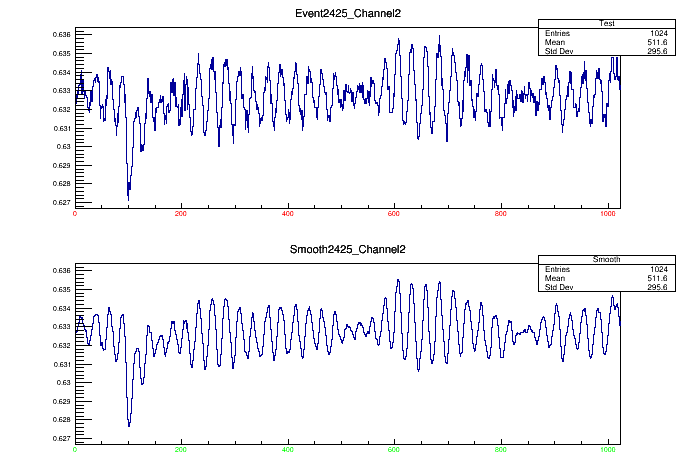 Event2425_Channel2
Test
Entries 1024
Mean 511.6
Std Dev 295.6
0.636
0.635
0.634
0.633
0.632
0.631
0.63
0.629
0.628
0.627
0 200 400 600 800 1000
Smooth2425_Channel2
Smooth
Entries 1024
Mean 511.6
Std Dev 295.6
0.636
0.635
0.634
0.633
0.632
0.631
0.63
0.629
0.628
0.627
0 200 400 600 800 1000